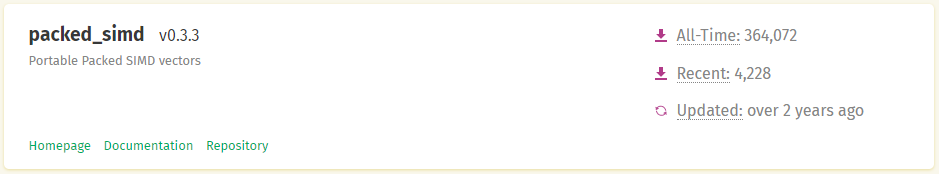 packed_simd v0.3.3
Portable Packed SIMD vectors
All-Time: 364,072
Recent: 4,228
Updated: over 2 years ago
Homepage Documentation Repository